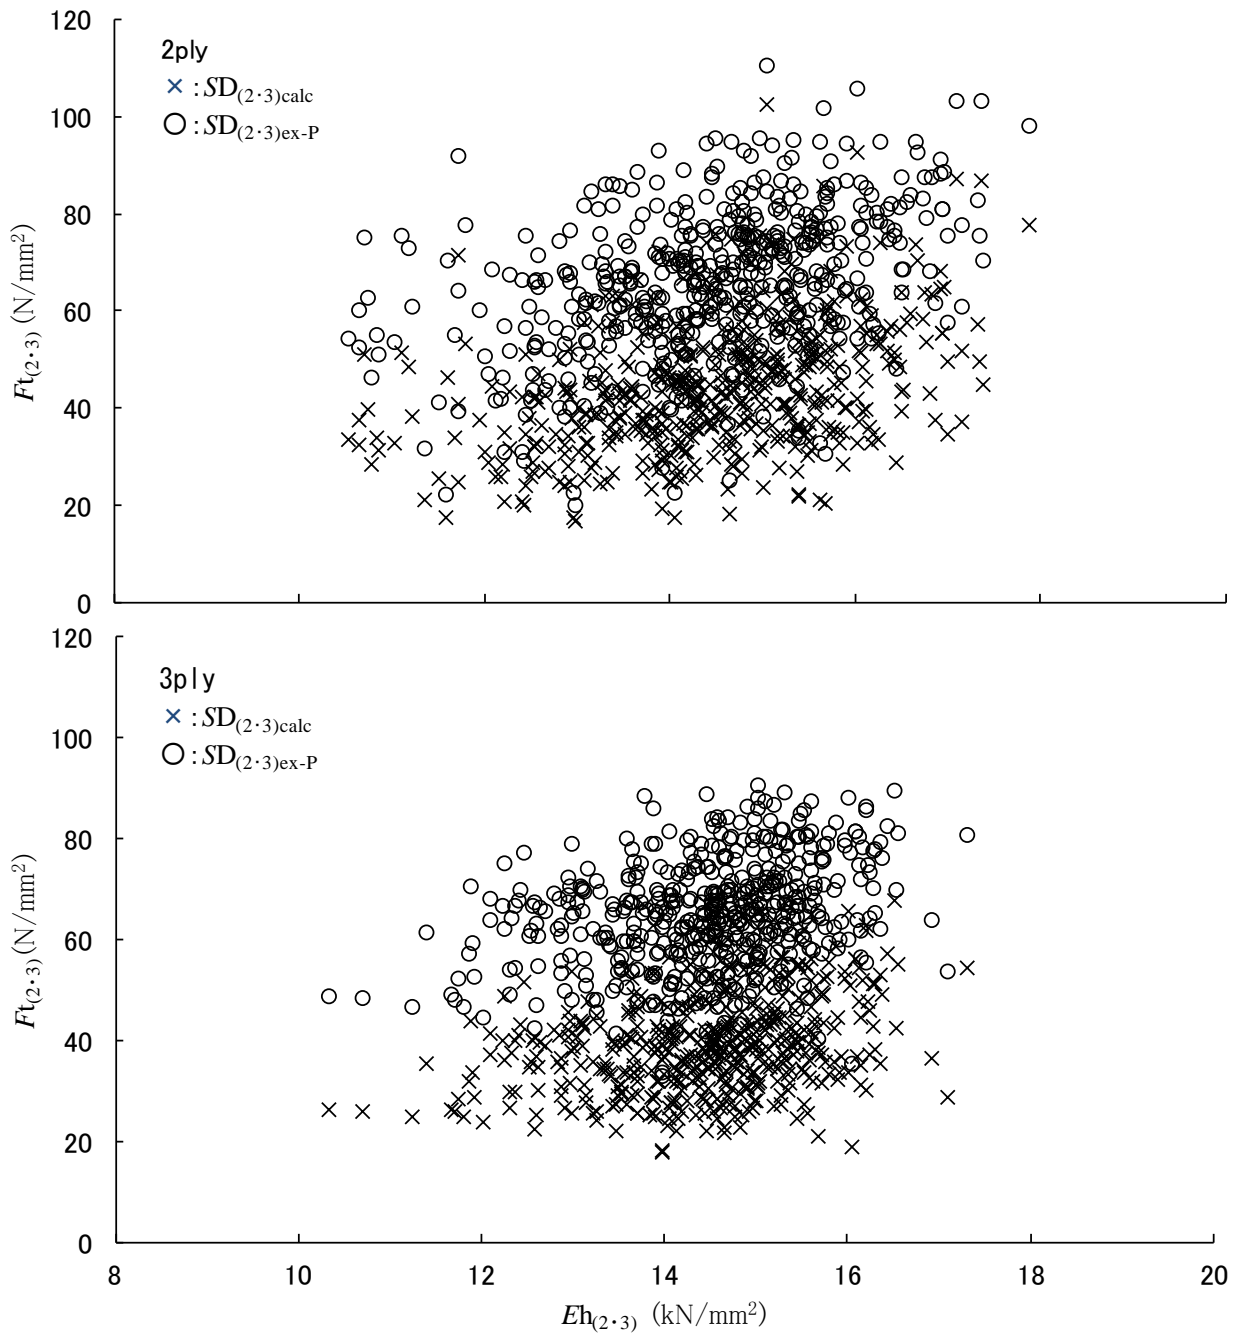 120
100
80
60
40
20
0
2ply
× : SD(2・3)calc
○ : SD(2・3)ex-P
Ft(2・3) (N/mm²)
120
100
80
60
40
20
0
3ply
× : SD(2・3)calc
○ : SD(2・3)ex-P
Ft(2・3) (N/mm²)
8 10 12 14 16 18 20
Eh(2・3) (kN/mm²)